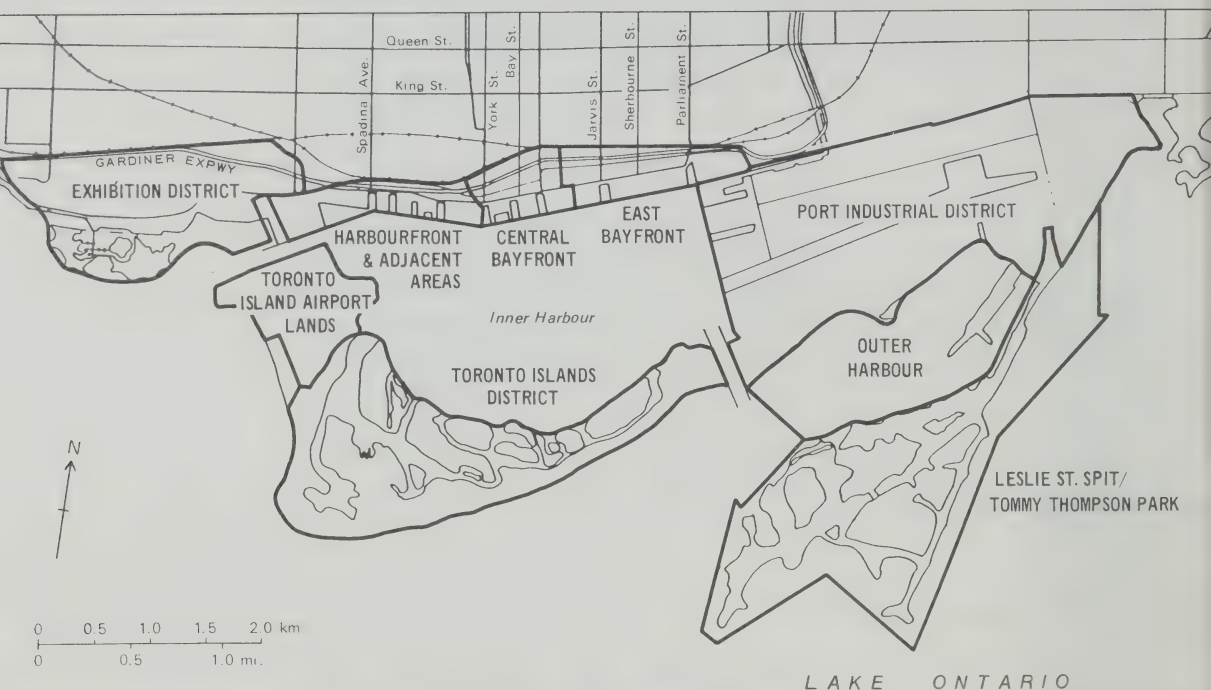 Queen St.
King St.
Spadina Ave.
York St.
Bay St.
Jarvis St.
Sherbourne St.
Parliament St.
GARDINER EXPWY
EXHIBITION DISTRICT
HARBOURFRONT
& ADJACENT
AREAS
CENTRAL
BAYFRONT
EAST
BAYFRONT
PORT INDUSTRIAL DISTRICT
TORONTO
ISLAND AIRPORT
LANDS
Inner Harbour
TORONTO ISLANDS
DISTRICT
OUTER
HARBOUR
LESLIE ST. SPIT/
TOMMY THOMPSON PARK
N
0 0.5 1.0 1.5 2.0 km
0 0.5 1.0 mi.
LAKE ONTARIO